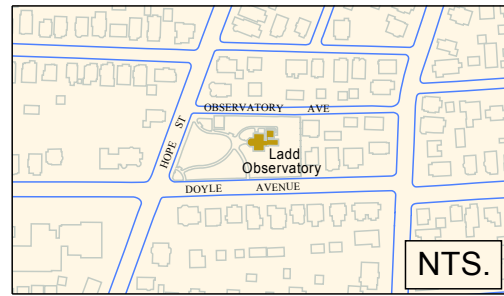 OBSERVATORY AVE
HOPE ST
Ladd
Observatory
DOYLE AVENUE
NTS.